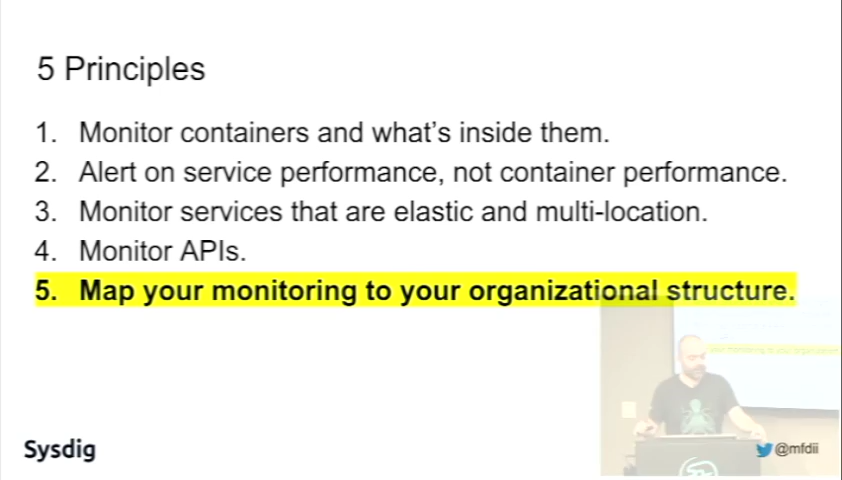 5 Principles
1. Monitor containers and what's inside them.
2. Alert on service performance, not container performance.
3. Monitor services that are elastic and multi-location.
4. Monitor APIs.
5. Map your monitoring to your organizational structure.
Sysdig
@mfdii